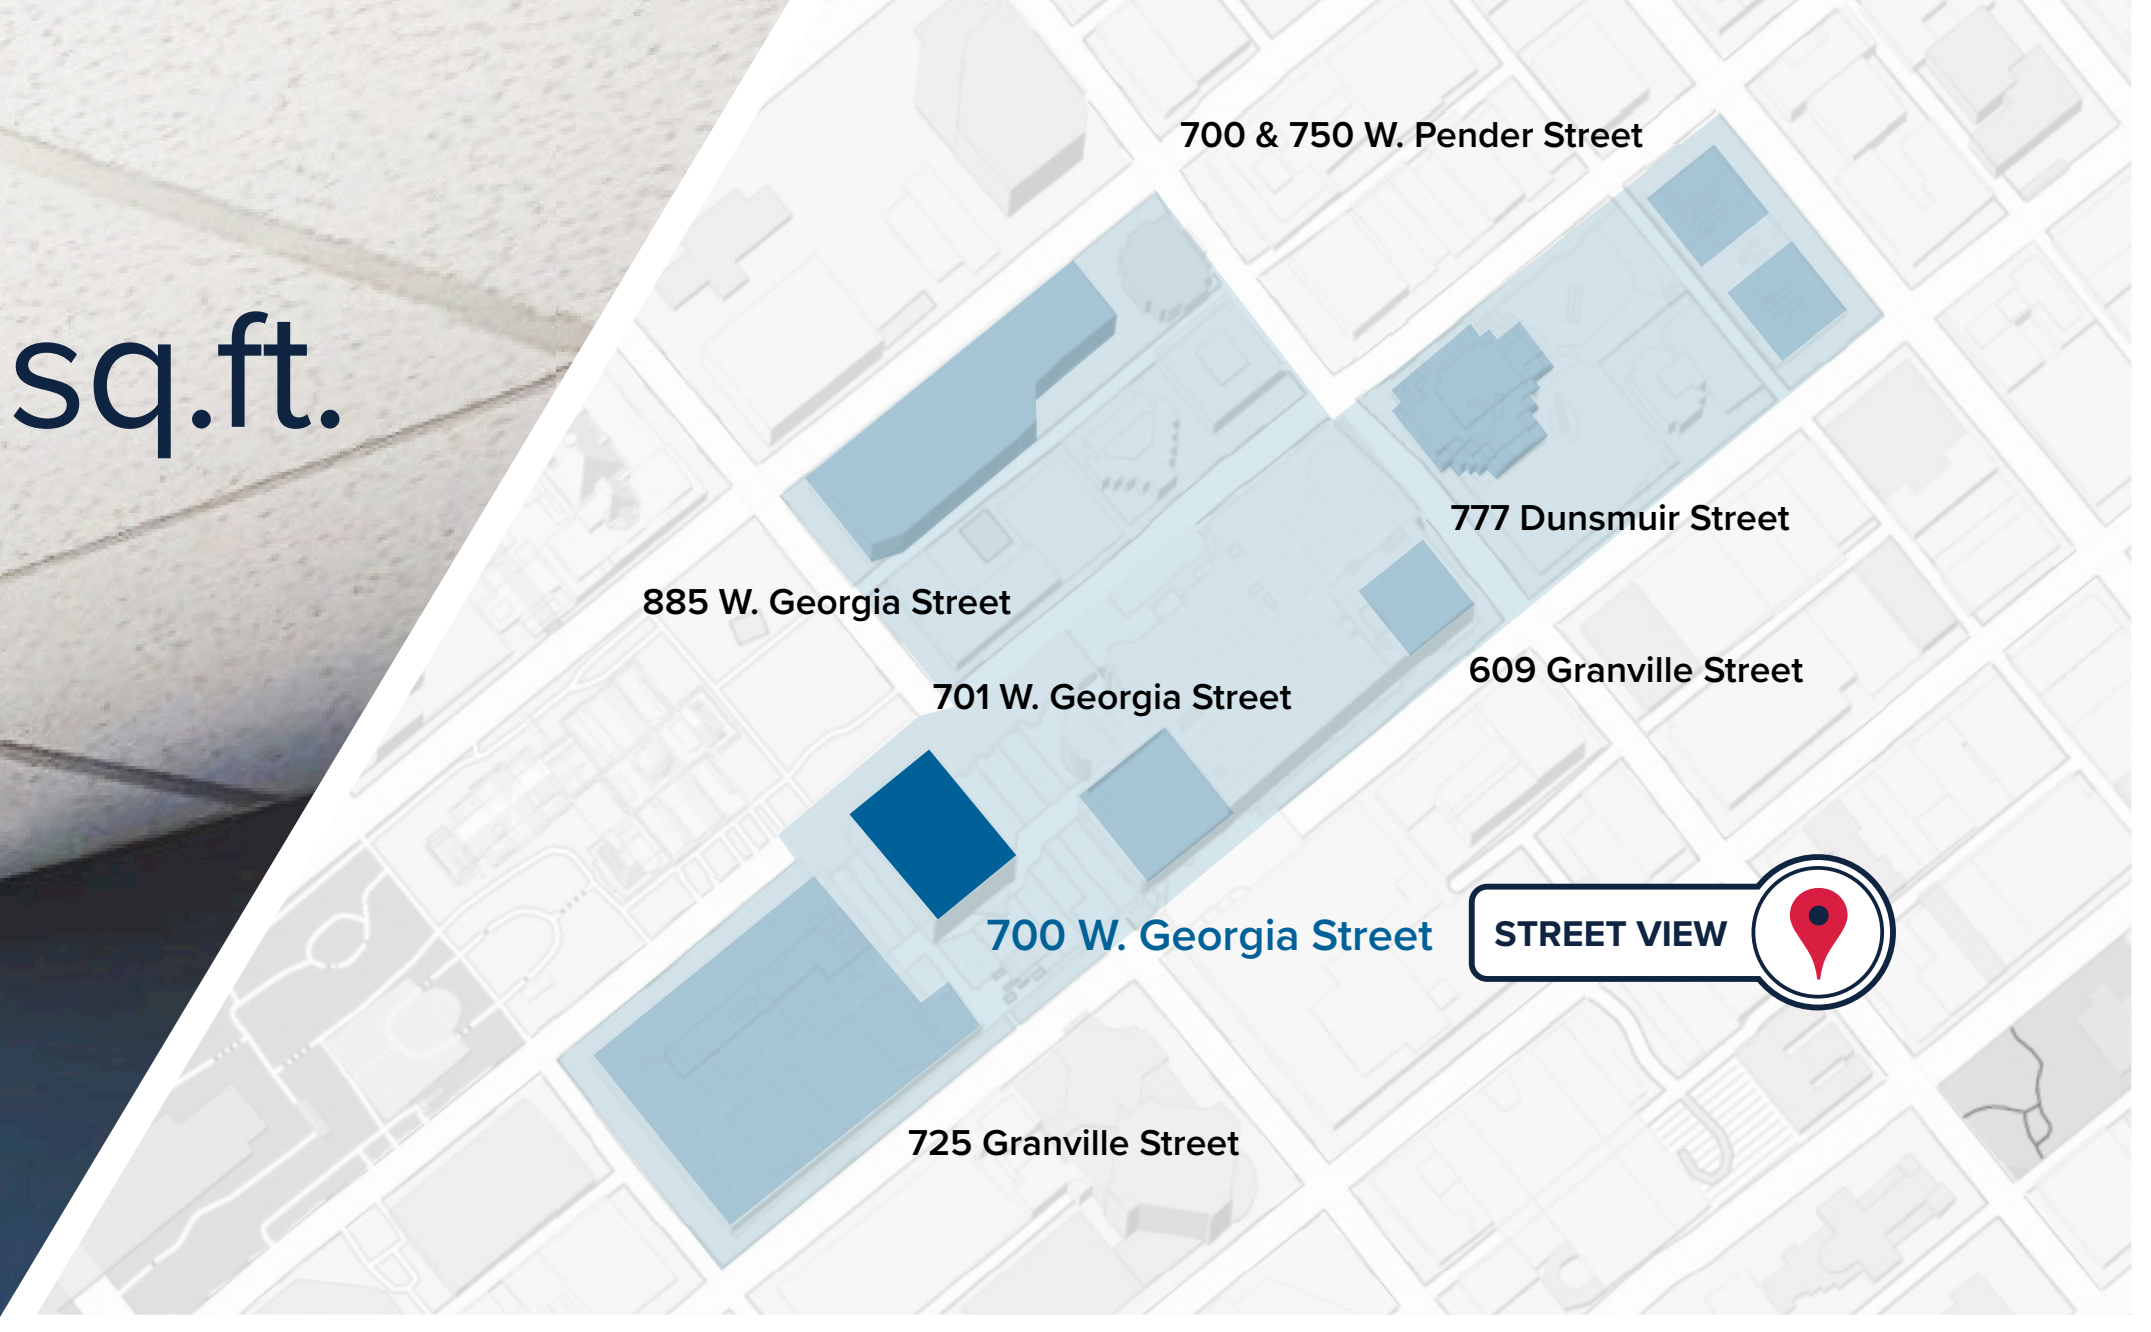 sq.ft.
700 & 750 W. Pender Street
777 Dunsmuir Street
885 W. Georgia Street
609 Granville Street
701 W. Georgia Street
700 W. Georgia Street
STREET VIEW
725 Granville Street